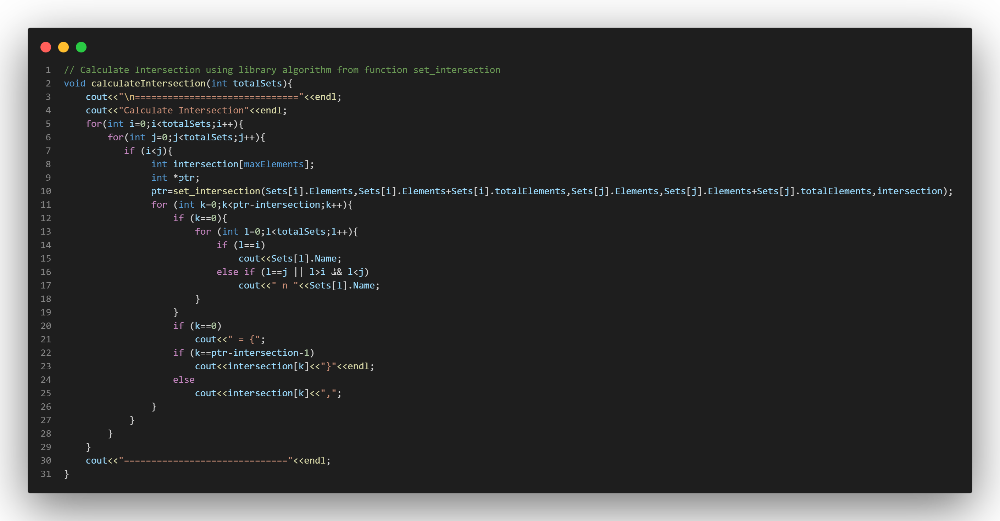 1 // Calculate Intersection using library algorithm from function set_intersection
2 void calculateIntersection(int totalSets){
3     cout<<"\n=============================="<<endl;
4     cout<<"Calculate Intersection"<<endl;
5     for(int i=0;i<totalSets;i++){
6         for(int j=0;j<totalSets;j++){
7            if (i<j){
8                 int intersection[maxElements];
9                 int *ptr;
10                 ptr=set_intersection(Sets[i].Elements,Sets[i].Elements+Sets[i].totalElements,Sets[j].Elements,Sets[j].Elements+Sets[j].totalElements,intersection);
11                 for (int k=0;k<ptr-intersection;k++){
12                     if (k==0){
13                         for (int l=0;l<totalSets;l++){
14                             if (l==i)
15                                 cout<<Sets[l].Name;
16                             else if (l==j || l>i && l<j)
17                                 cout<<" n "<<Sets[l].Name;
18                         }
19                     }
20                     if (k==0)
21                         cout<<" = {";
22                     if (k==ptr-intersection-1)
23                         cout<<intersection[k]<<"}"<<endl;
24                     else
25                         cout<<intersection[k]<<",";
26                 }
27             }
28         }
29     }
30     cout<<"=============================="<<endl;
31 }